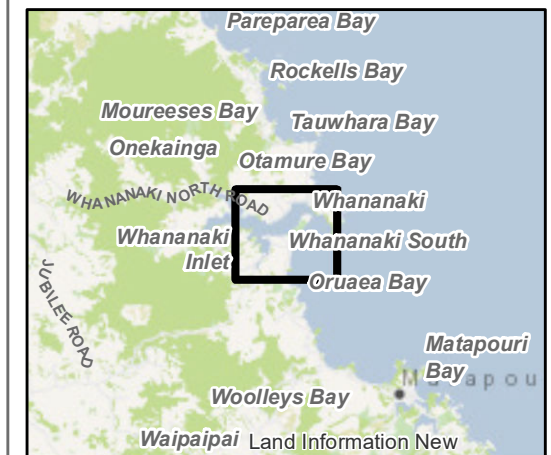 Pareparea Bay
Rockells Bay
Moureeses Bay
Tauwhara Bay
Onekainga
Otamure Bay
WHANANAKI NORTH ROAD
Whananaki
Whananaki
Inlet
Whananaki South
Oruaea Bay
JUBILEE ROAD
Matapouri
Bay
Woolleys Bay
Waipaipai
Land Information New